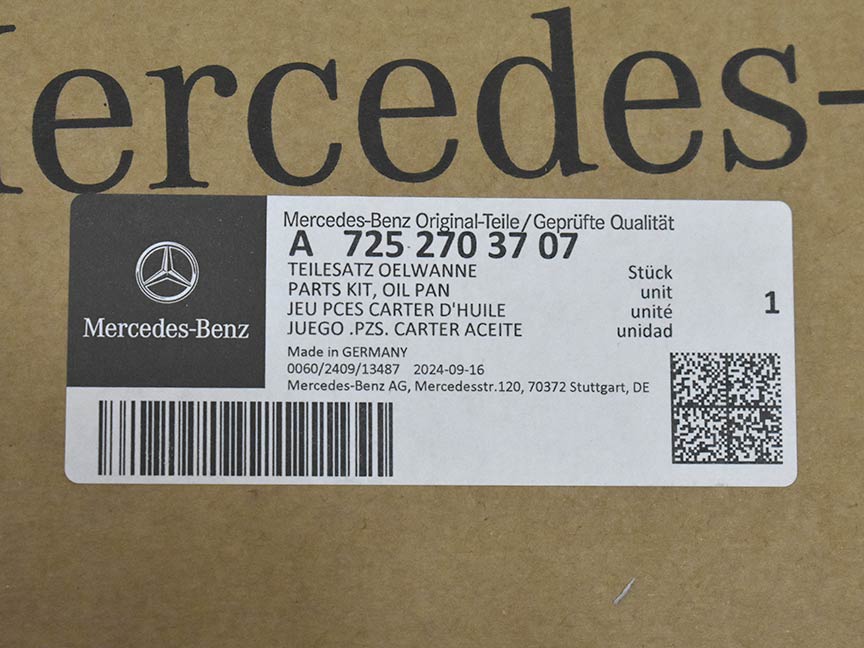 Mercedes-
Mercedes-Benz
Mercedes-Benz Original-Teile/Geprüfte Qualität
A 725 270 37 07
TEILESATZ OELWANNE Stück
PARTS KIT, OIL PAN unit
JEU PCES CARTER D'HUILE unité
JUEGO .PZS. CARTER ACEITE unidad
1
Made in GERMANY
0060/2409/13487 2024-09-16
Mercedes-Benz AG, Mercedesstr.120, 70372 Stuttgart, DE